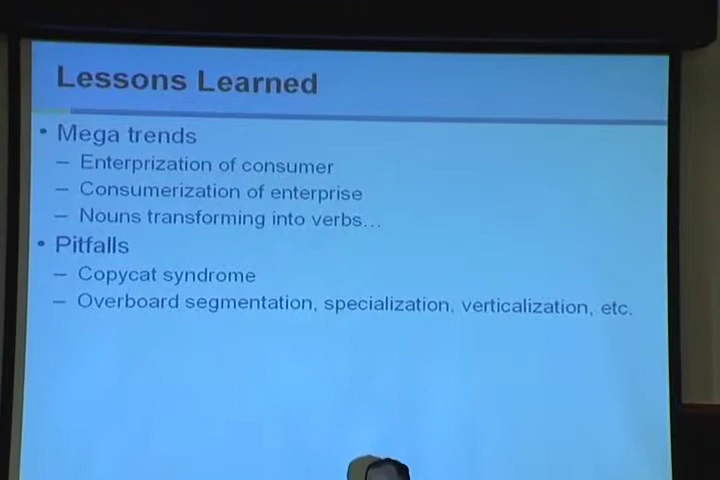 Lessons Learned
• Mega trends
– Enterprization of consumer
– Consumerization of enterprise
– Nouns transforming into verbs…
• Pitfalls
– Copycat syndrome
– Overboard segmentation, specialization, verticalization, etc.